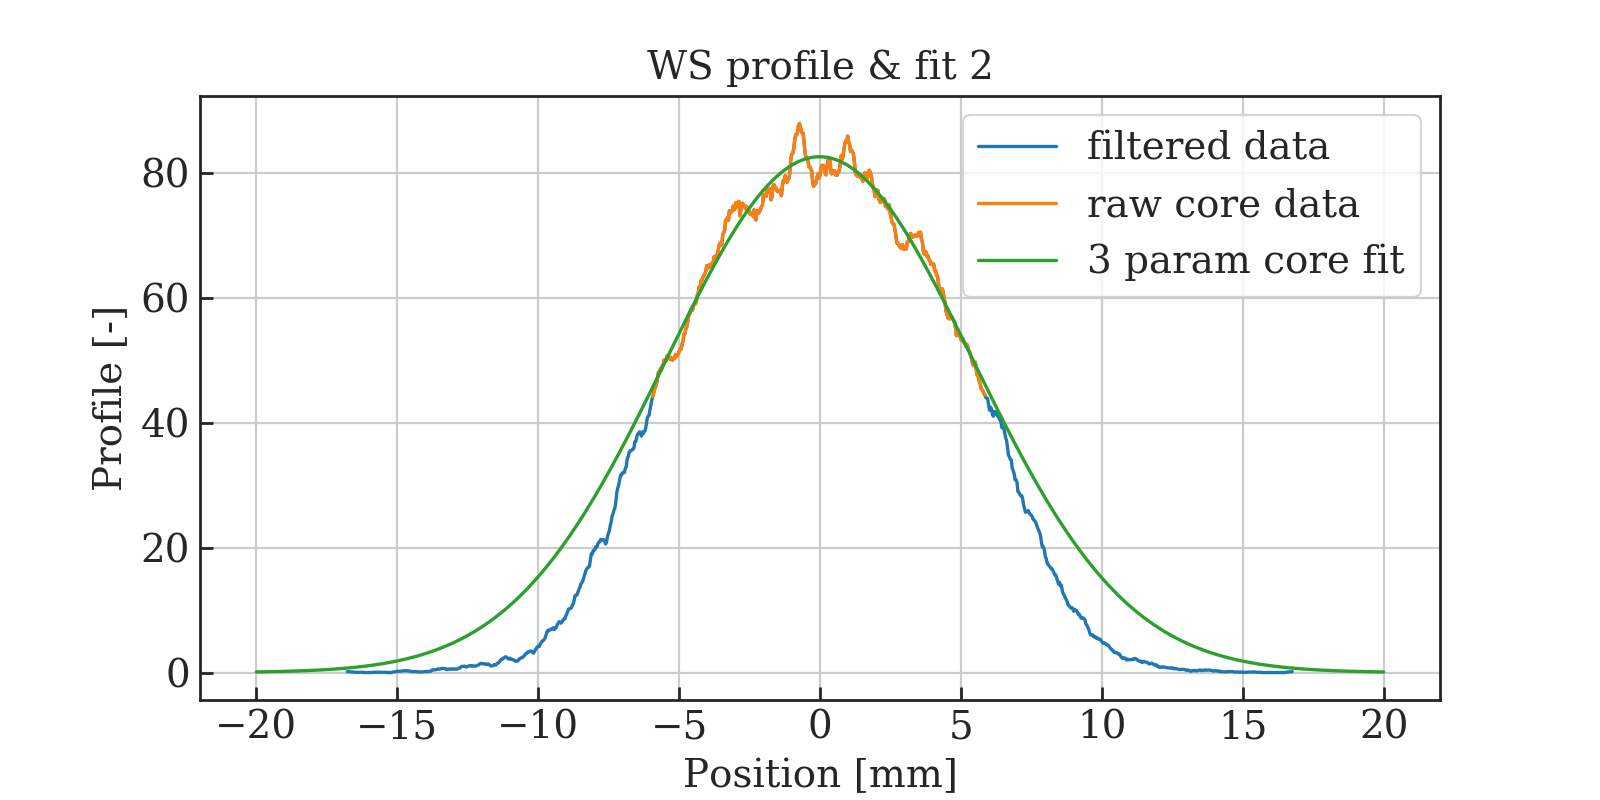 WS profile & fit 2
filtered data
raw core data
3 param core fit
Profile [-]
80
60
40
20
0
−20 −15 −10 −5 0 5 10 15 20
Position [mm]